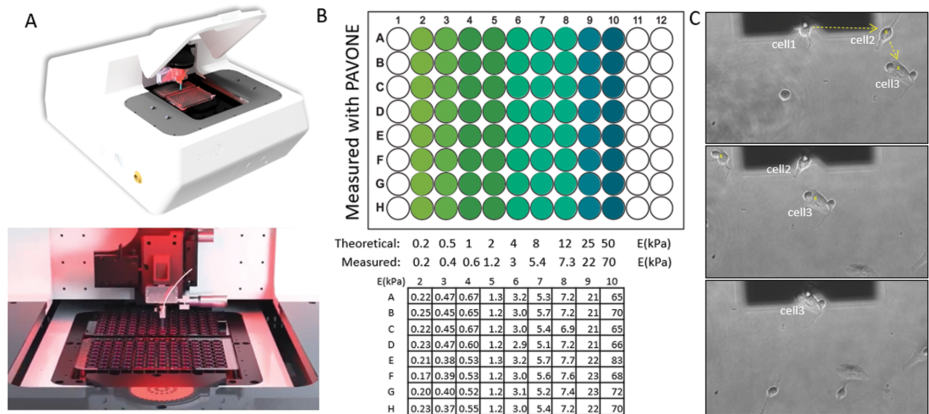 A
B
Measured with PAVONE
1 2 3 4 5 6 7 8 9 10 11 12
A
B
C
D
E
F
G
H
Theoretical: 0.2 0.5 1 2 4 8 12 25 50 E(kPa)
Measured: 0.2 0.4 0.6 1.2 3 5.4 7.3 22 70 E(kPa)
E(kPa) 2 3 4 5 6 7 8 9 10
A 0.22 0.47 0.67 1.3 3.2 5.3 7.2 21 65
B 0.25 0.45 0.65 1.2 3.0 5.7 7.2 21 70
C 0.22 0.45 0.67 1.2 3.0 5.4 6.9 21 65
D 0.23 0.47 0.60 1.2 2.9 5.1 7.2 21 66
E 0.21 0.38 0.53 1.3 3.2 5.7 7.7 22 83
F 0.17 0.39 0.53 1.2 3.0 5.6 7.6 23 68
G 0.20 0.40 0.52 1.2 3.1 5.2 7.4 23 72
H 0.23 0.37 0.55 1.2 3.0 5.4 7.2 22 70
C
cell1
cell2
cell3
cell2
cell3
cell3